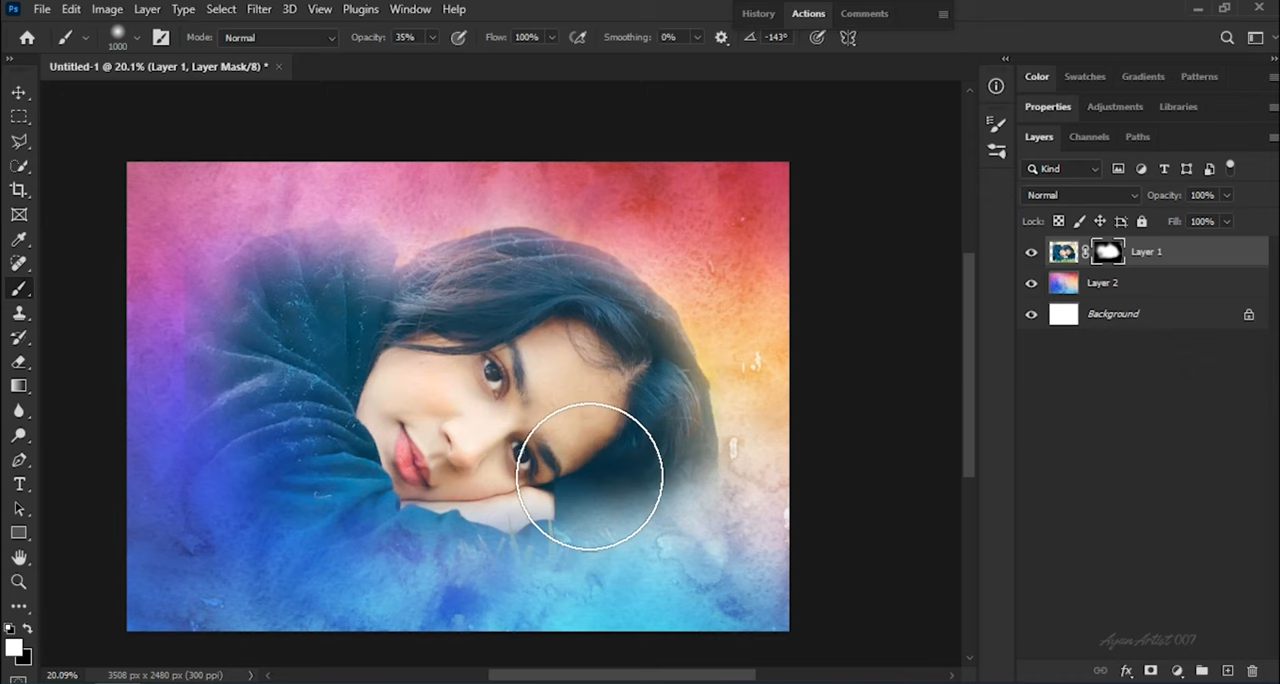 Ps File Edit Image Layer Type Select Filter 3D View Plugins Window Help
History Actions Comments
1000 Mode: Normal Opacity: 35% Flow: 100% Smoothing: 0% -143°
Untitled-1 @ 20.1% (Layer 1, Layer Mask/8) *
Color Swatches Gradients Patterns
Properties Adjustments Libraries
Layers Channels Paths
Kind
Normal Opacity: 100%
Lock: Fill: 100%
Layer 1
Layer 2
Background
Ayan Artist 007
20.09% 3508 px x 2480 px (300 ppi)